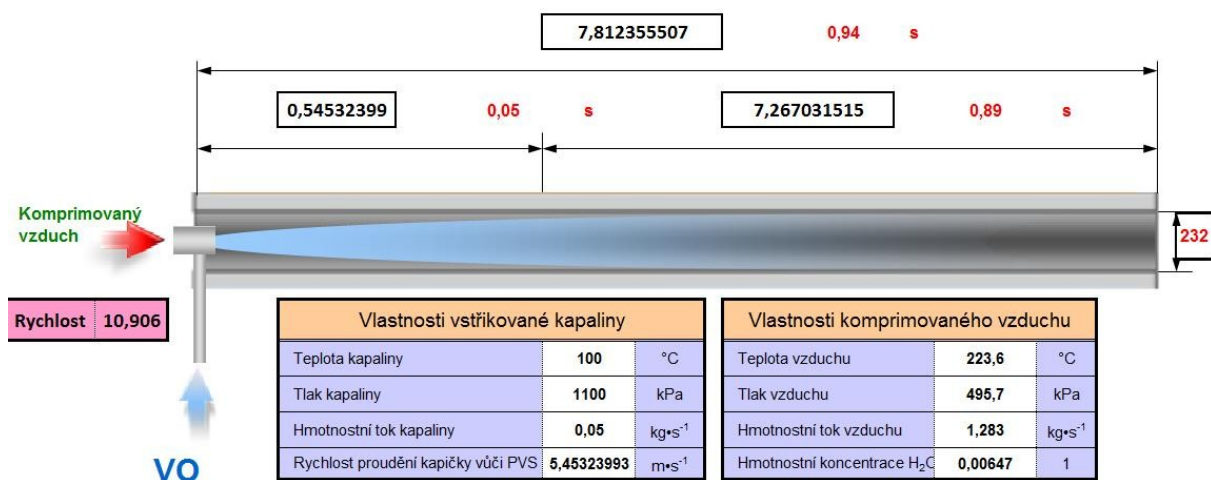 7,812355507 0,94 s
0,54532399 0,05 s 7,267031515 0,89 s
Komprimovaný
vzduch
232
Rychlost 10,906
VO
Vlastnosti vstřikované kapaliny
Teplota kapaliny 100 °C
Tlak kapaliny 1100 kPa
Hmotnostní tok kapaliny 0,05 kg•s⁻¹
Rychlost proudění kapičky vůči PVS 5,45323993 m•s⁻¹
Vlastnosti komprimovaného vzduchu
Teplota vzduchu 223,6 °C
Tlak vzduchu 495,7 kPa
Hmotnostní tok vzduchu 1,283 kg•s⁻¹
Hmotnostní koncentrace H₂O 0,00647 1